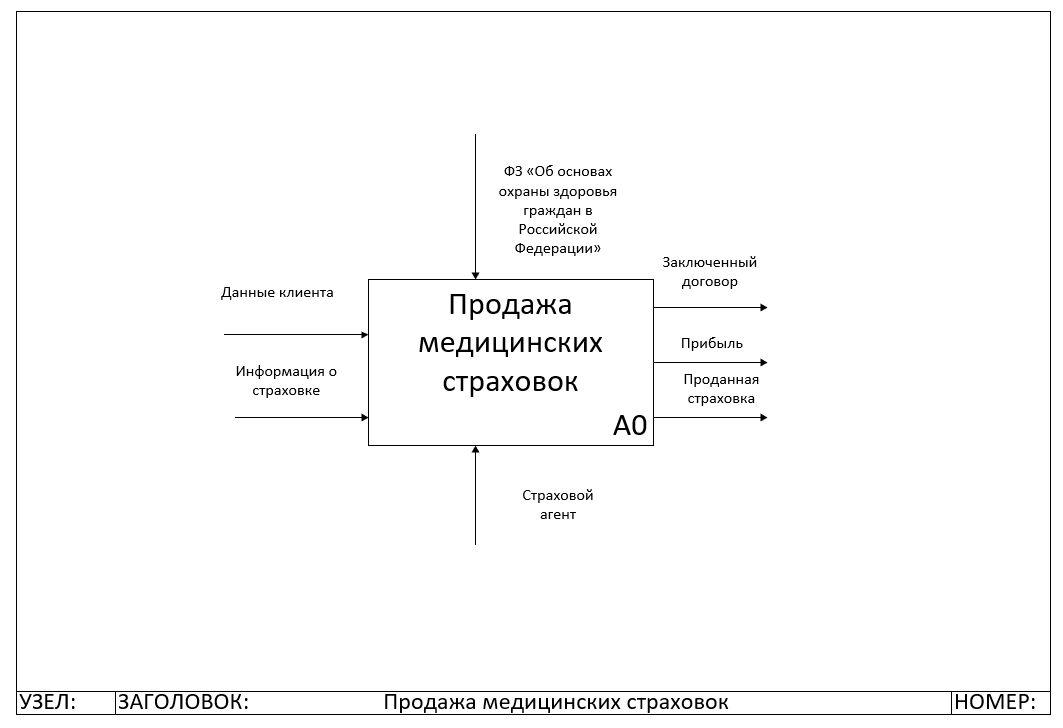 ФЗ «Об основах
охраны здоровья
граждан в
Российской
Федерации»
Заключенный
договор
Данные клиента
Продажа
медицинских
страховок
Прибыль
Информация о
страховке
Проданная
страховка
А0
Страховой
агент
УЗЕЛ:
ЗАГОЛОВОК:
Продажа медицинских страховок
НОМЕР: